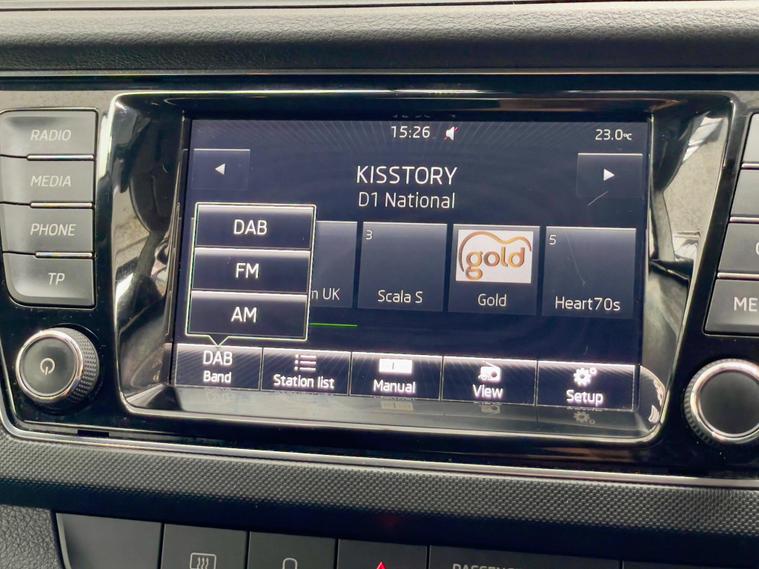 RADIO
MEDIA
PHONE
TP
15:26
23.0°C
KISSTORY
D1 National
DAB
FM
AM
n UK
3
Scala S
gold
Gold
5
Heart70s
DAB
Band
Station list
Manual
View
Setup
ME